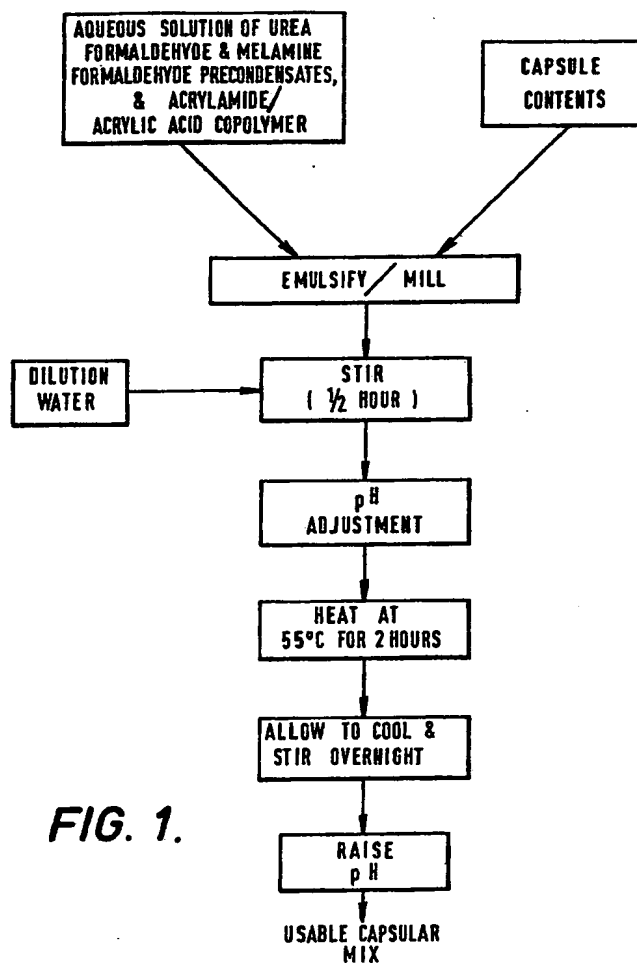 AQUEOUS SOLUTION OF UREA
FORMALDEHYDE & MELAMINE
FORMALDEHYDE PRECONDENSATES,
& ACRYLAMIDE/
ACRYLIC ACID COPOLYMER
CAPSULE
CONTENTS
EMULSIFY / MILL
DILUTION
WATER
STIR
( ½ HOUR )
pH
ADJUSTMENT
HEAT AT
55°C FOR 2 HOURS
ALLOW TO COOL &
STIR OVERNIGHT
FIG. 1.
RAISE
pH
USABLE CAPSULAR
MIX